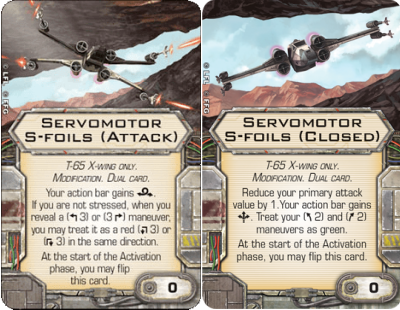 SERVOMOTOR
S-FOILS (ATTACK)
T-65 X-WING ONLY.
MODIFICATION. DUAL CARD.
Your action bar gains
If you are not stressed, when you
reveal a (↰ 3) or (3 ↱) maneuver,
you may treat it as a red (↰ 3) or
(↱ 3) in the same direction.
At the start of the Activation
phase, you may flip
this card.
0
SERVOMOTOR
S-FOILS (CLOSED)
T-65 X-WING ONLY.
MODIFICATION. DUAL CARD.
Reduce your primary attack
value by 1.Your action bar gains
. Treat your (↖ 2) and (↗ 2)
maneuvers as green.
At the start of the Activation
phase, you may flip this card.
0